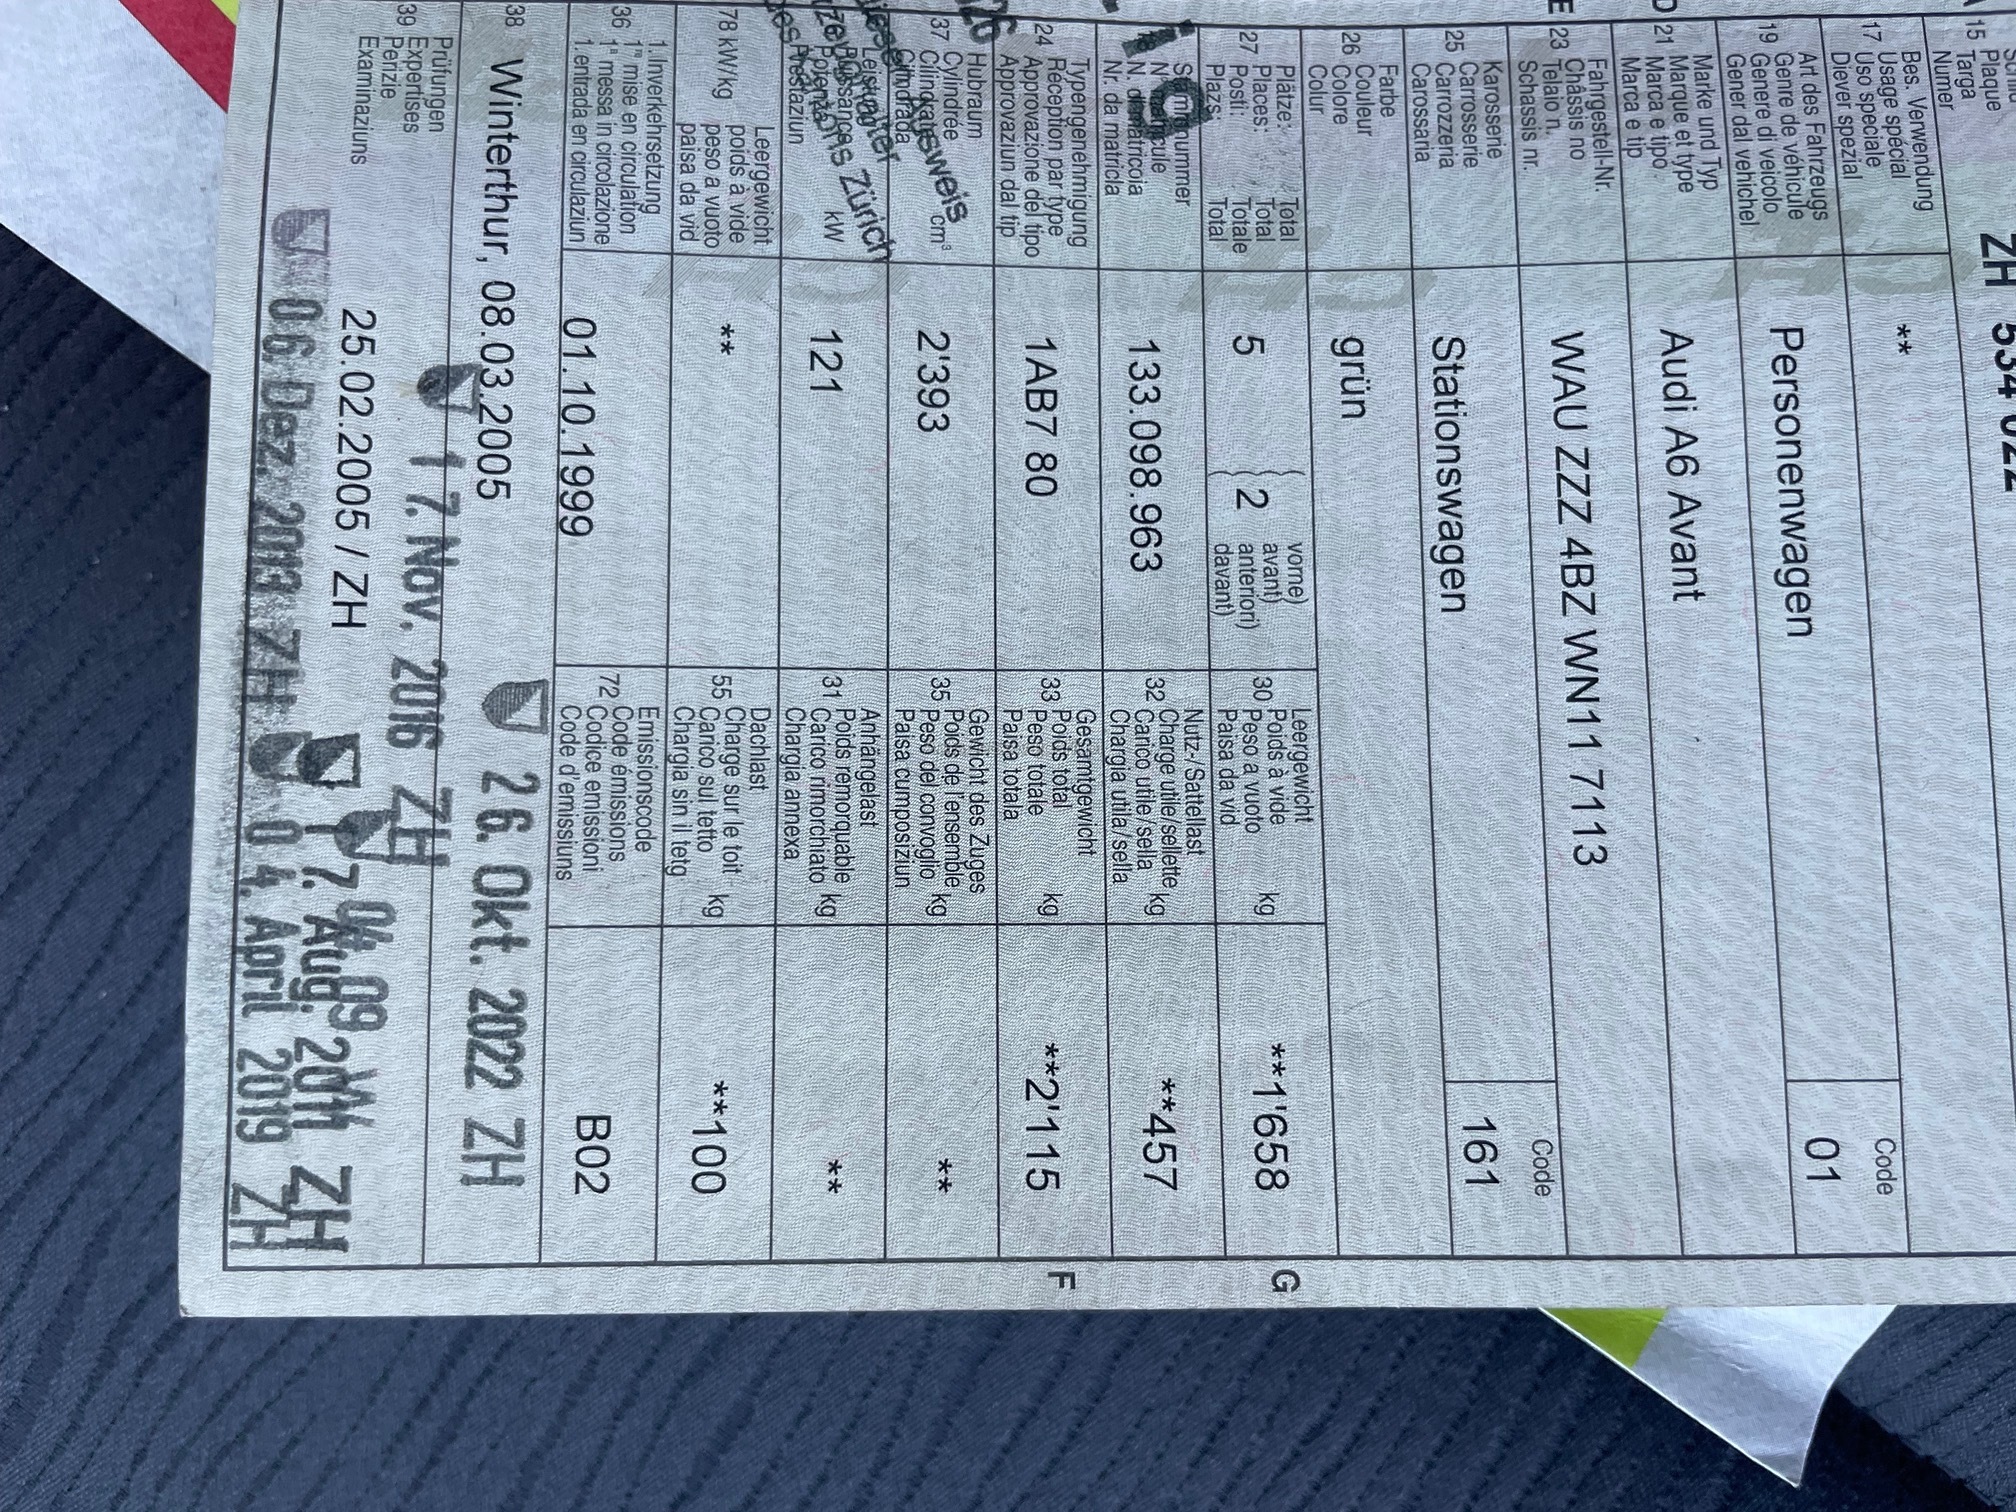 15 Plaque
Targa
Numer
ZH 534 022
Bes. Verwendung
Usage spécial
17 Uso speciale
Diever spezial
**
Code
Art des Fahrzeugs
Genre de véhicule
19 Genere di veicolo
Gener dal vehichel
Personenwagen
01
D 21 Marke und Typ
Marque et type
Marca e tipo
Marca e tip
Audi A6 Avant
E 23 Fahrgestell-Nr.
Châssis no
Telaio n.
Schassis nr.
WAU ZZZ 4BZ WN11 7113
Code
Karosserie
25 Carrosserie
Carrozzeria
Carossaria
Stationswagen
161
Farbe
26 Couleur
Colore
Colur
grün
Plätze: Total
Places: Total
27 Posti: Totale
Plazs: Total
5
2
vorne)
avant)
anteriori)
davant)
Leergewicht
30 Poids à vide
Peso a vuoto kg
Paisa da vid
**1'658
G
Stammnummer
N. matricola
Nr. da matricla
133.098.963
Nutz-/Sattellast
32 Charge utile/sellette
Carico utile/sella kg
Chargia utila/sella
**457
Typengenehmigung
24 Réception par type
Approvazione del tipo
Approvaziun dal tip
1AB7 80
Gesamtgewicht
33 Poids total
Peso totale kg
Paisa totala
**2'115
F
Hubraum
37 Cylindrée
Cilindrata cm³
Cilindrada
2'393
Gewicht des Zuges
35 Poids de l'ensemble
Peso del convoglio kg
Paisa cumposiziun
**
Leistung
kW
Prestaziun
121
Anhängelast
31 Poids remorquable
Carico rimorchiato kg
Chargia annexa
**
Zürich
Leergewicht
78 kW/kg poids à vide
peso a vuoto
paisa da vid
**
Dachlast
55 Charge sur le toit
Carico sul tetto kg
Chargia sin il tetg
**100
1.Inverkehrsetzung
36 1re mise en circulation
1a messa in circolazione
1.entrada en circulaziun
01.10.1999
Emissionscode
72 Code émissions
Codice emissioni
Code d'emissiuns
B02
38 Winterthur, 08.03.2005
26. Okt. 2022 ZH
Prüfungen
39 Expertises
Perizie
Examinaziuns
17. Nov. 2016 ZH
25.02.2005 / ZH
17. Aug. 2011 ZH
06. Dez. 2013 ZH
04. April 2019 ZH